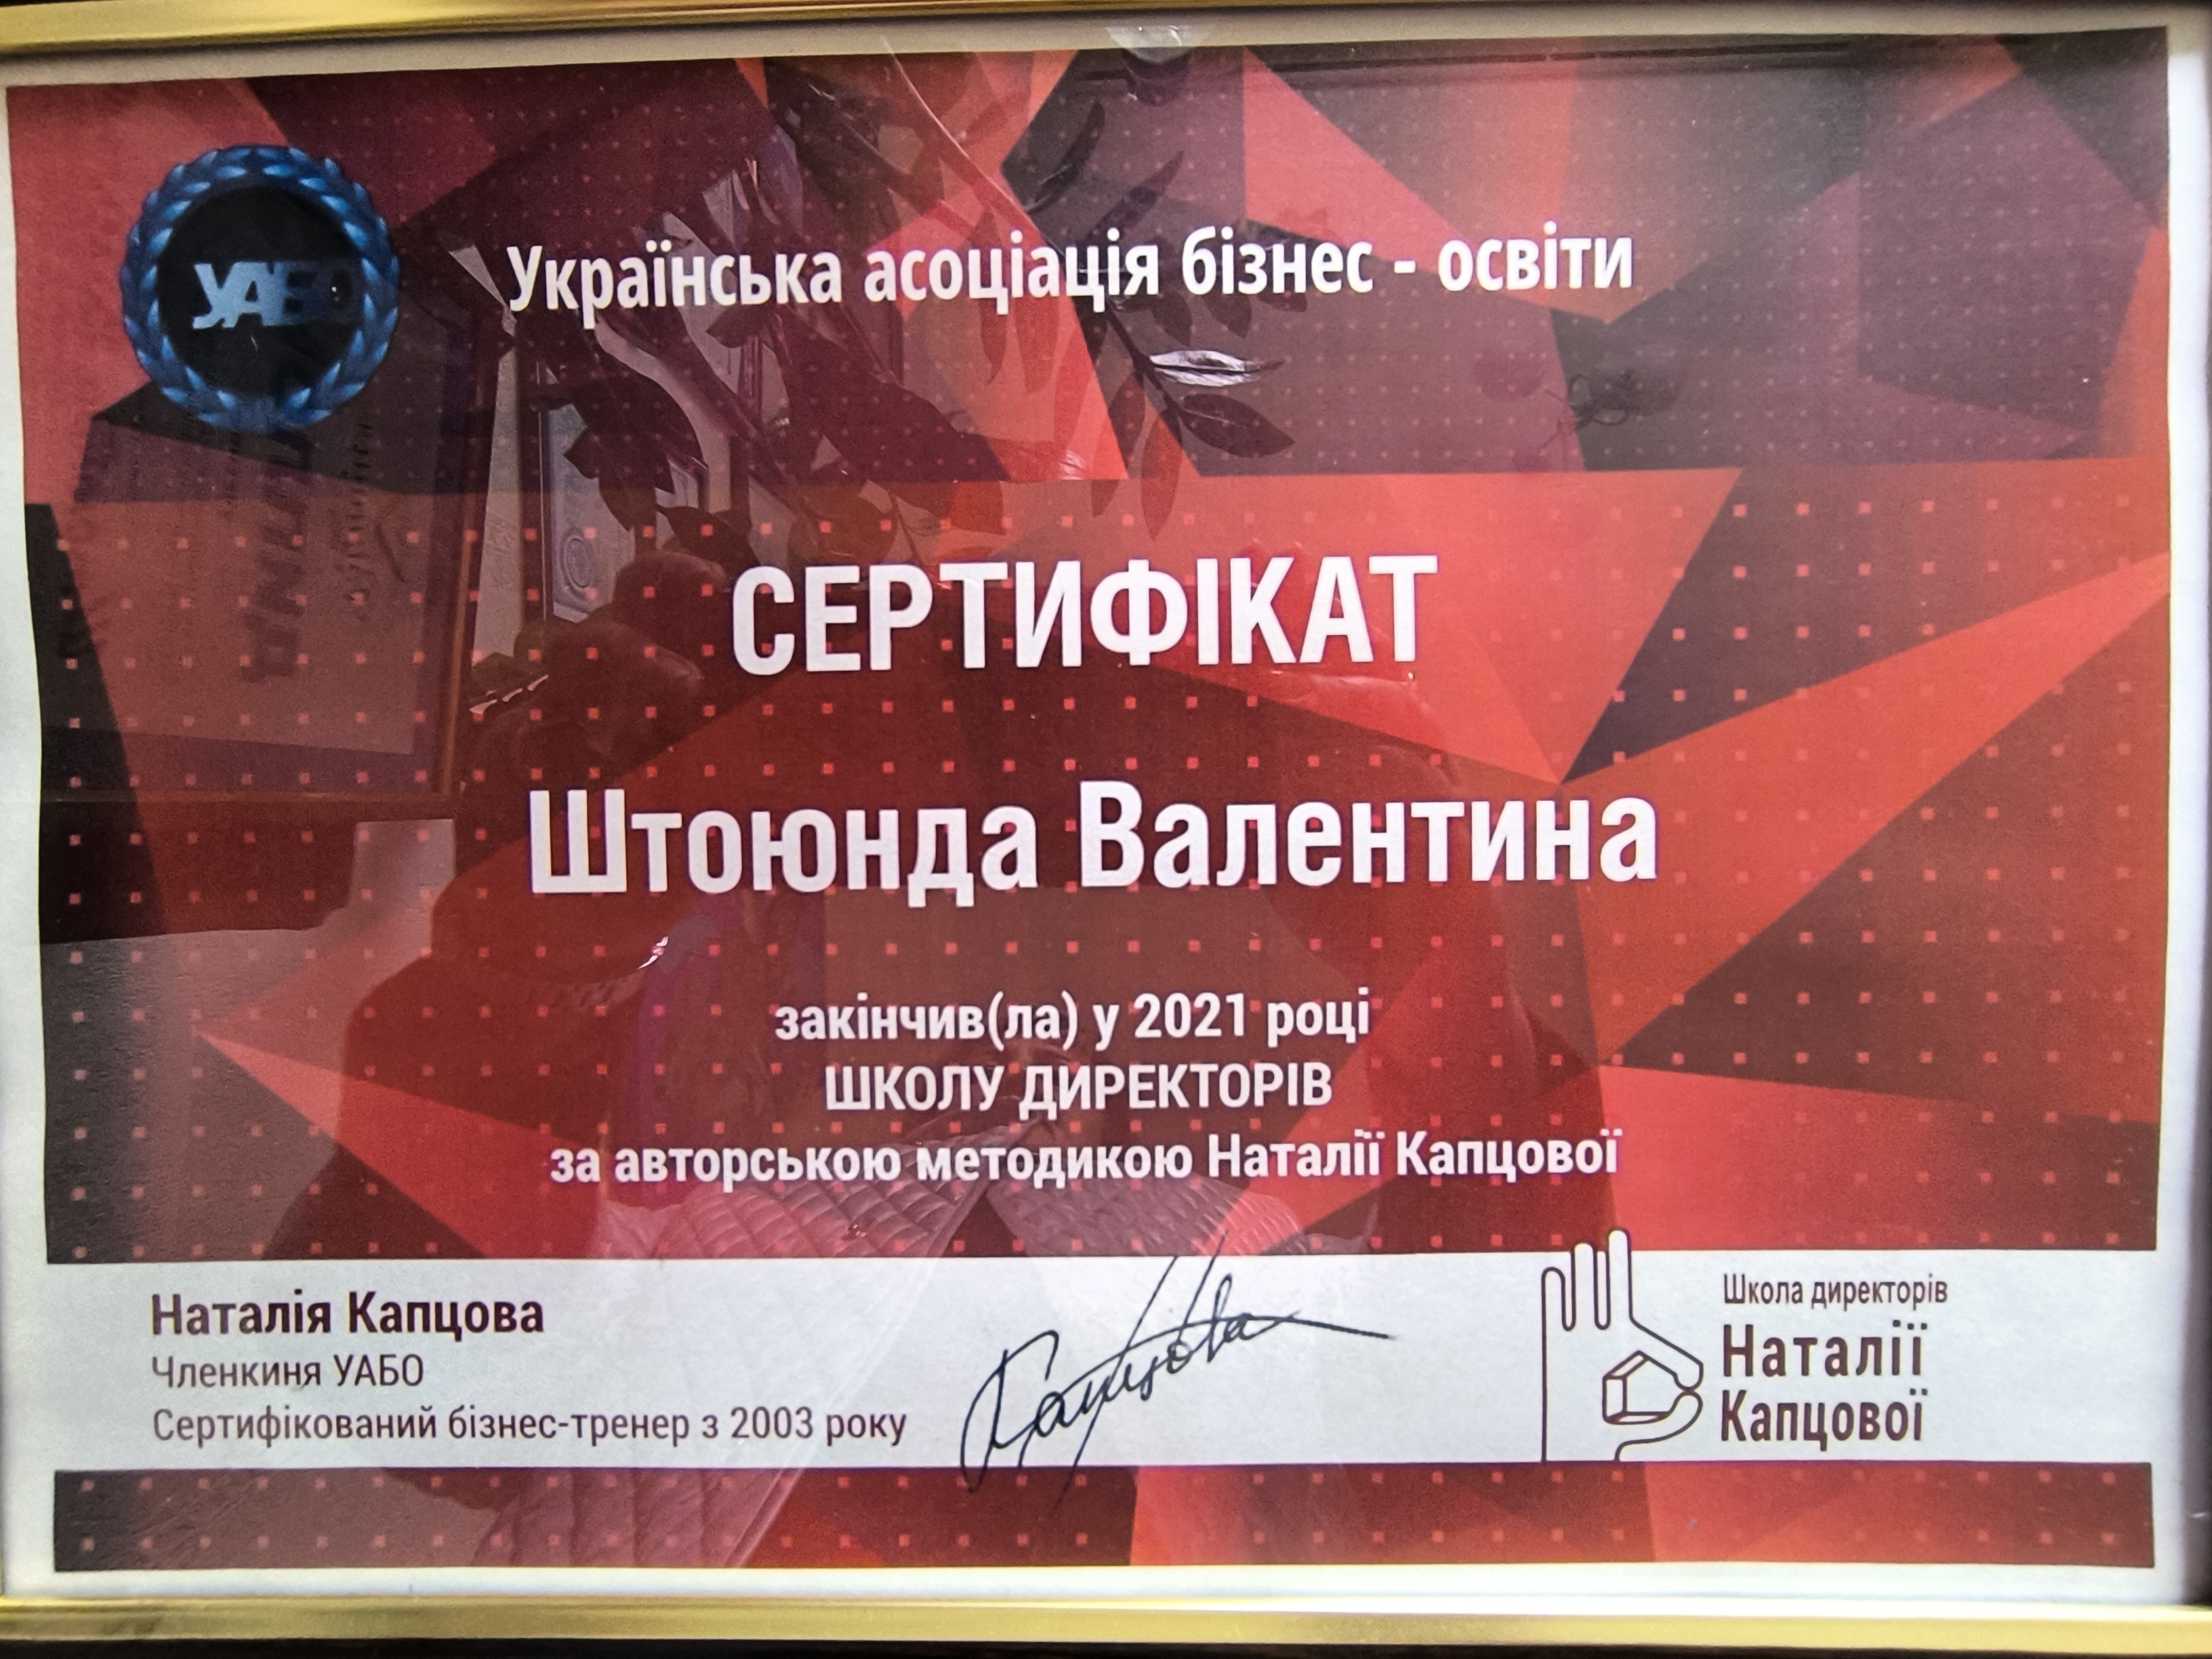 УАБО
Українська асоціація бізнес - освіти
СЕРТИФІКАТ
Штоюнда Валентина
закінчив(ла) у 2021 році
ШКОЛУ ДИРЕКТОРІВ
за авторською методикою Наталії Капцової
Наталія Капцова
Членкиня УАБО
Сертифікований бізнес-тренер з 2003 року
Капцова
Школа директорів
Наталії
Капцової